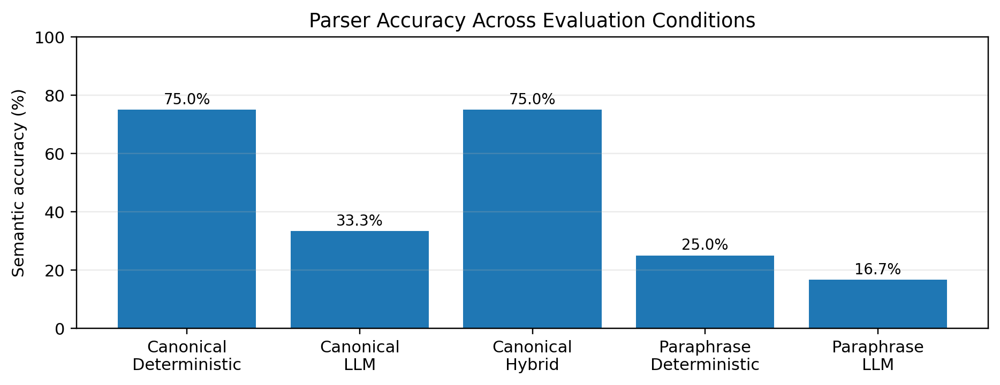 Parser Accuracy Across Evaluation Conditions
Semantic accuracy (%)
100
80
60
40
20
0
75.0%
33.3%
75.0%
25.0%
16.7%
Canonical
Deterministic
Canonical
LLM
Canonical
Hybrid
Paraphrase
Deterministic
Paraphrase
LLM